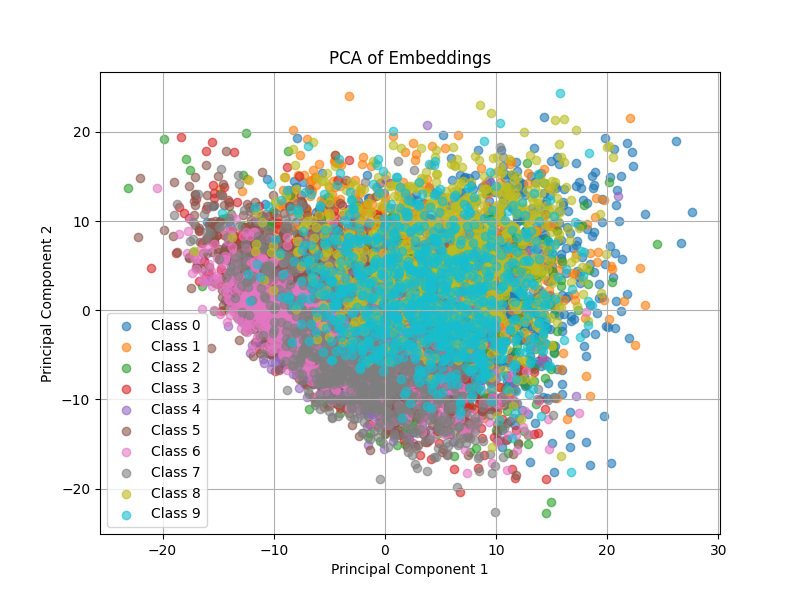 PCA of Embeddings
Principal Component 2
20
10
0
−10
−20
Class 0
Class 1
Class 2
Class 3
Class 4
Class 5
Class 6
Class 7
Class 8
Class 9
−20 −10 0 10 20 30
Principal Component 1